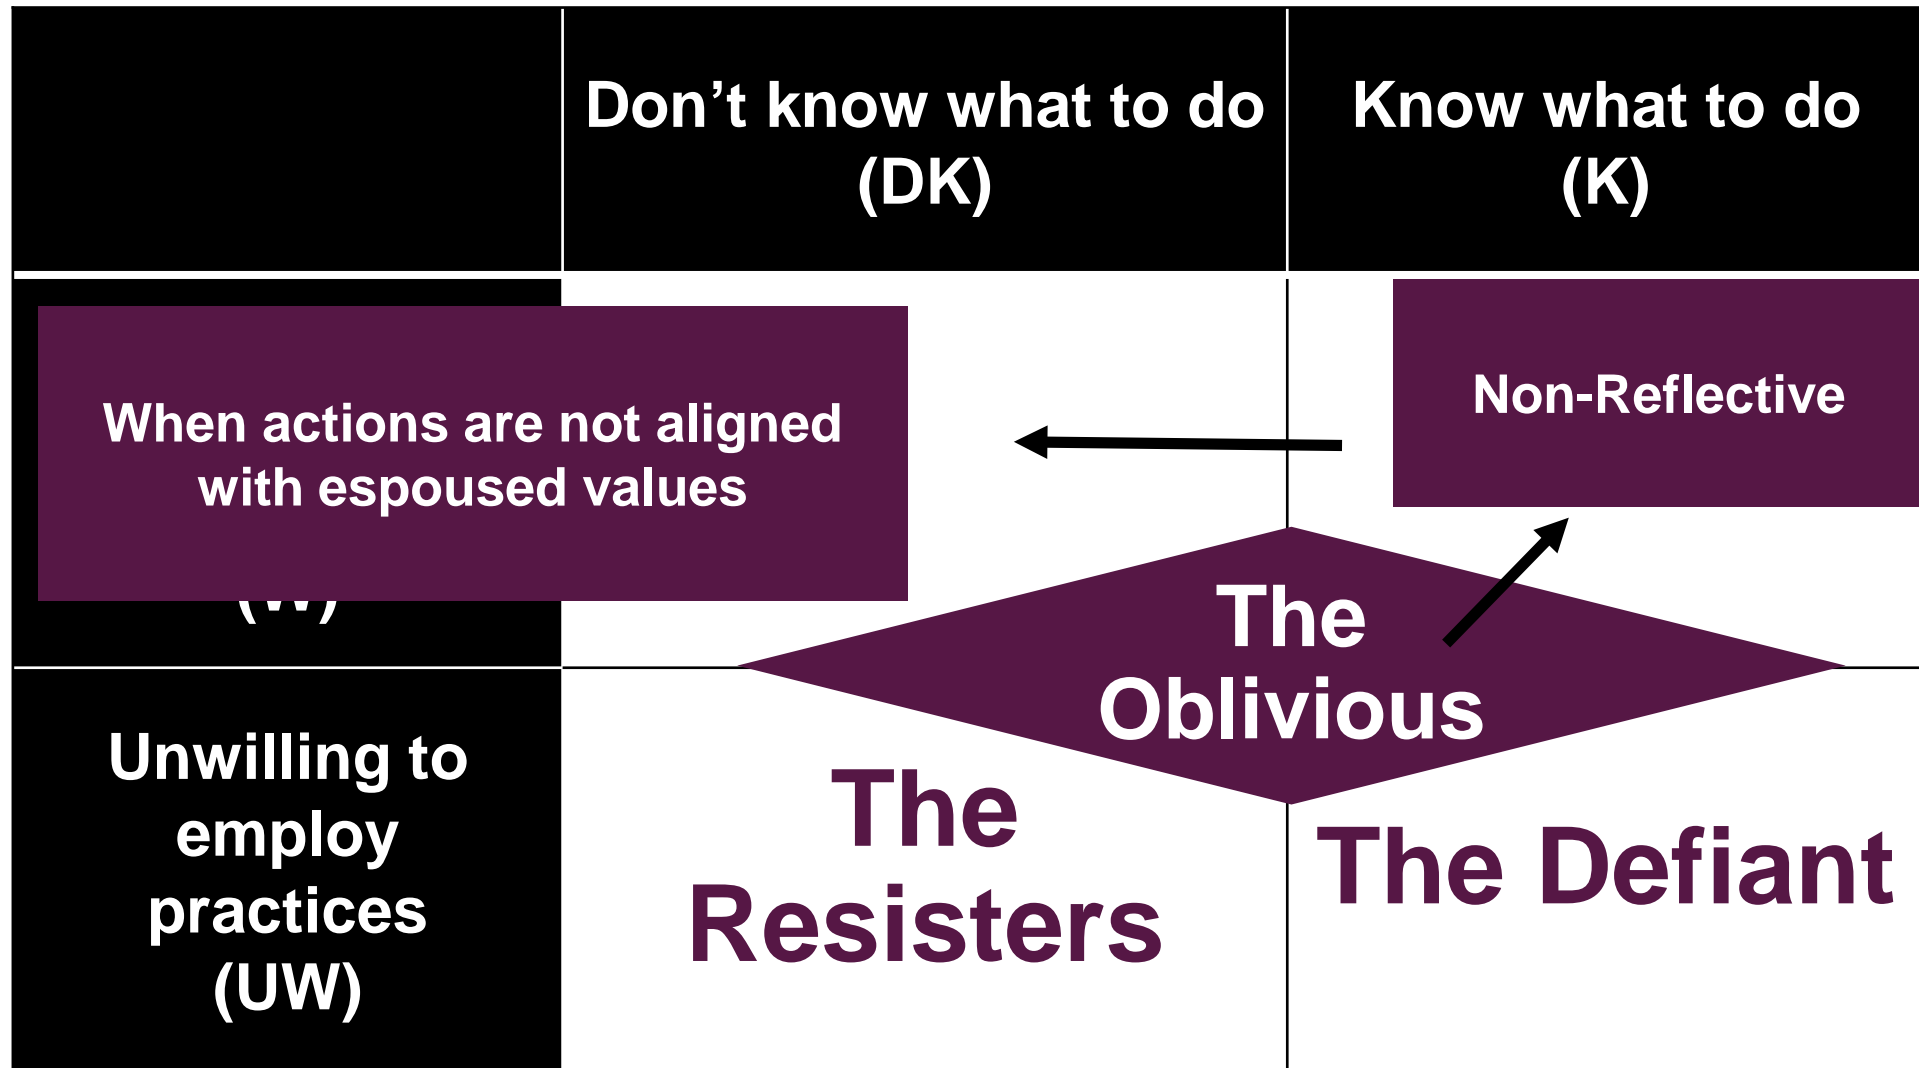 Don’t know what to do
(DK)
Know what to do
(K)
When actions are not aligned
with espoused values
Non-Reflective
(W)
The
Oblivious
Unwilling to
employ
practices
(UW)
The
Resisters
The Defiant